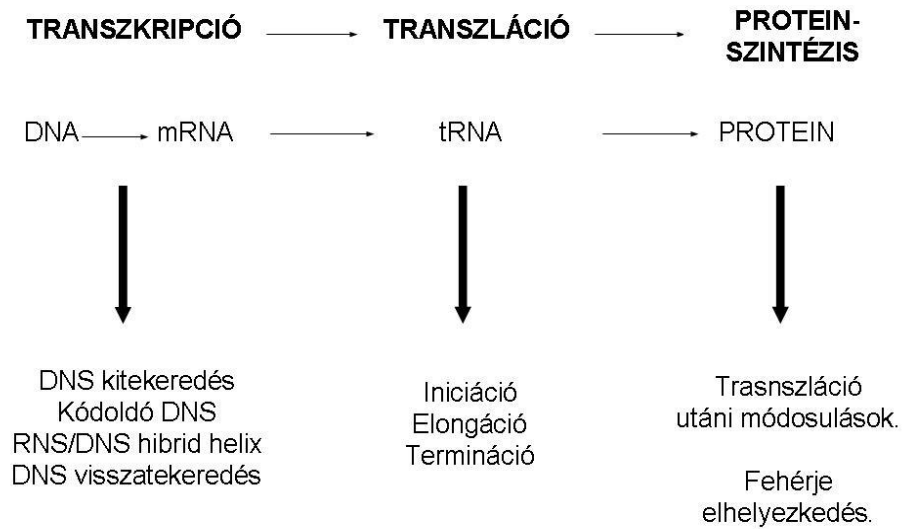 TRANSZKRIPCIÓ
TRANSZLÁCIÓ
PROTEIN-
SZINTÉZIS
DNA
mRNA
tRNA
PROTEIN
DNS kitekeredés
Kódoldó DNS
RNS/DNS hibrid helix
DNS visszatekeredés
Iniciáció
Elongáció
Termináció
Trasnszláció
utáni módosulások.
Fehérje
elhelyezkedés.